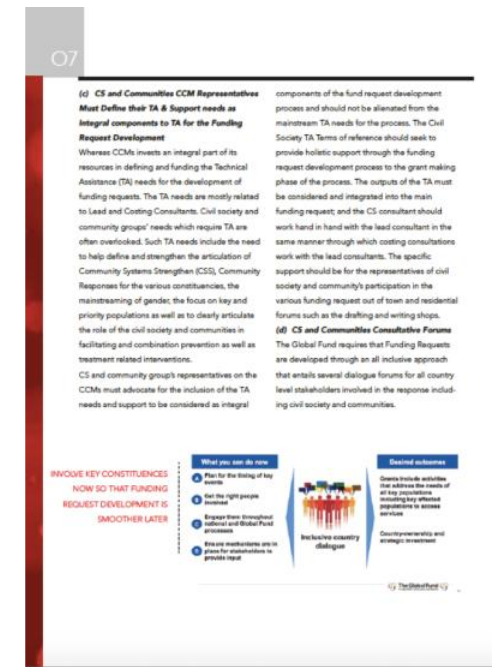 07
(c) CS and Communities CCM Representatives
Must Define their TA & Support needs as
Integral components to TA for the Funding
Request Development
Whereas CCMs invests an integral part of its
resources in defining and funding the Technical
Assistance (TA) needs for the development of
funding requests. The TA needs are mostly related
to Lead and Costing Consultants. Civil society and
community groups' needs which require TA are
often overlooked. Such TA needs include the need
to help define and strengthen the articulation of
Community Systems Strengthen (CSS), Community
Responses for the various constituencies, the
mainstreaming of gender, the focus on key and
priority populations as well as to clearly articulate
the role of the civil society and communities in
facilitating and combination prevention as well as
treatment related interventions.
CS and community group's representatives on the
CCMs must advocate for the inclusion of the TA
needs and support to be considered as integral
components of the fund request development
process and should not be alienated from the
mainstream TA needs for the process. The Civil
Society TA Terms of reference should seek to
provide holistic support through the funding
request development process to the grant making
phase of the process. The outputs of the TA must
be considered and integrated into the main
funding request; and the CS consultant should
work hand in hand with the lead consultant in the
same manner through which costing consultations
work with the lead consultants. The specific
support should be for the representatives of civil
society and community's participation in the
various funding request out of town and residential
forums such as the drafting and writing shops.
(d) CS and Communities Consultative Forums
The Global Fund requires that Funding Requests
are developed through an all inclusive approach
that entails several dialogue forums for all country
level stakeholders involved in the response includ-
ing civil society and communities.
INVOLVE KEY CONSTITUENCES
NOW SO THAT FUNDING
REQUEST DEVELOPMENT IS
SMOOTHER LATER
What you can do now
A Plan for the timing of key
events
B Get the right people
involved
C Engage them throughout
national and Global Fund
processes
D Ensure mechanisms are in
place for stakeholders to
provide input
Inclusive country
dialogue
Desired outcomes
Grants include activities
that address the needs of
all key populations
including key affected
populations to access
services
Country ownership and
strategic investment
The Global Fund